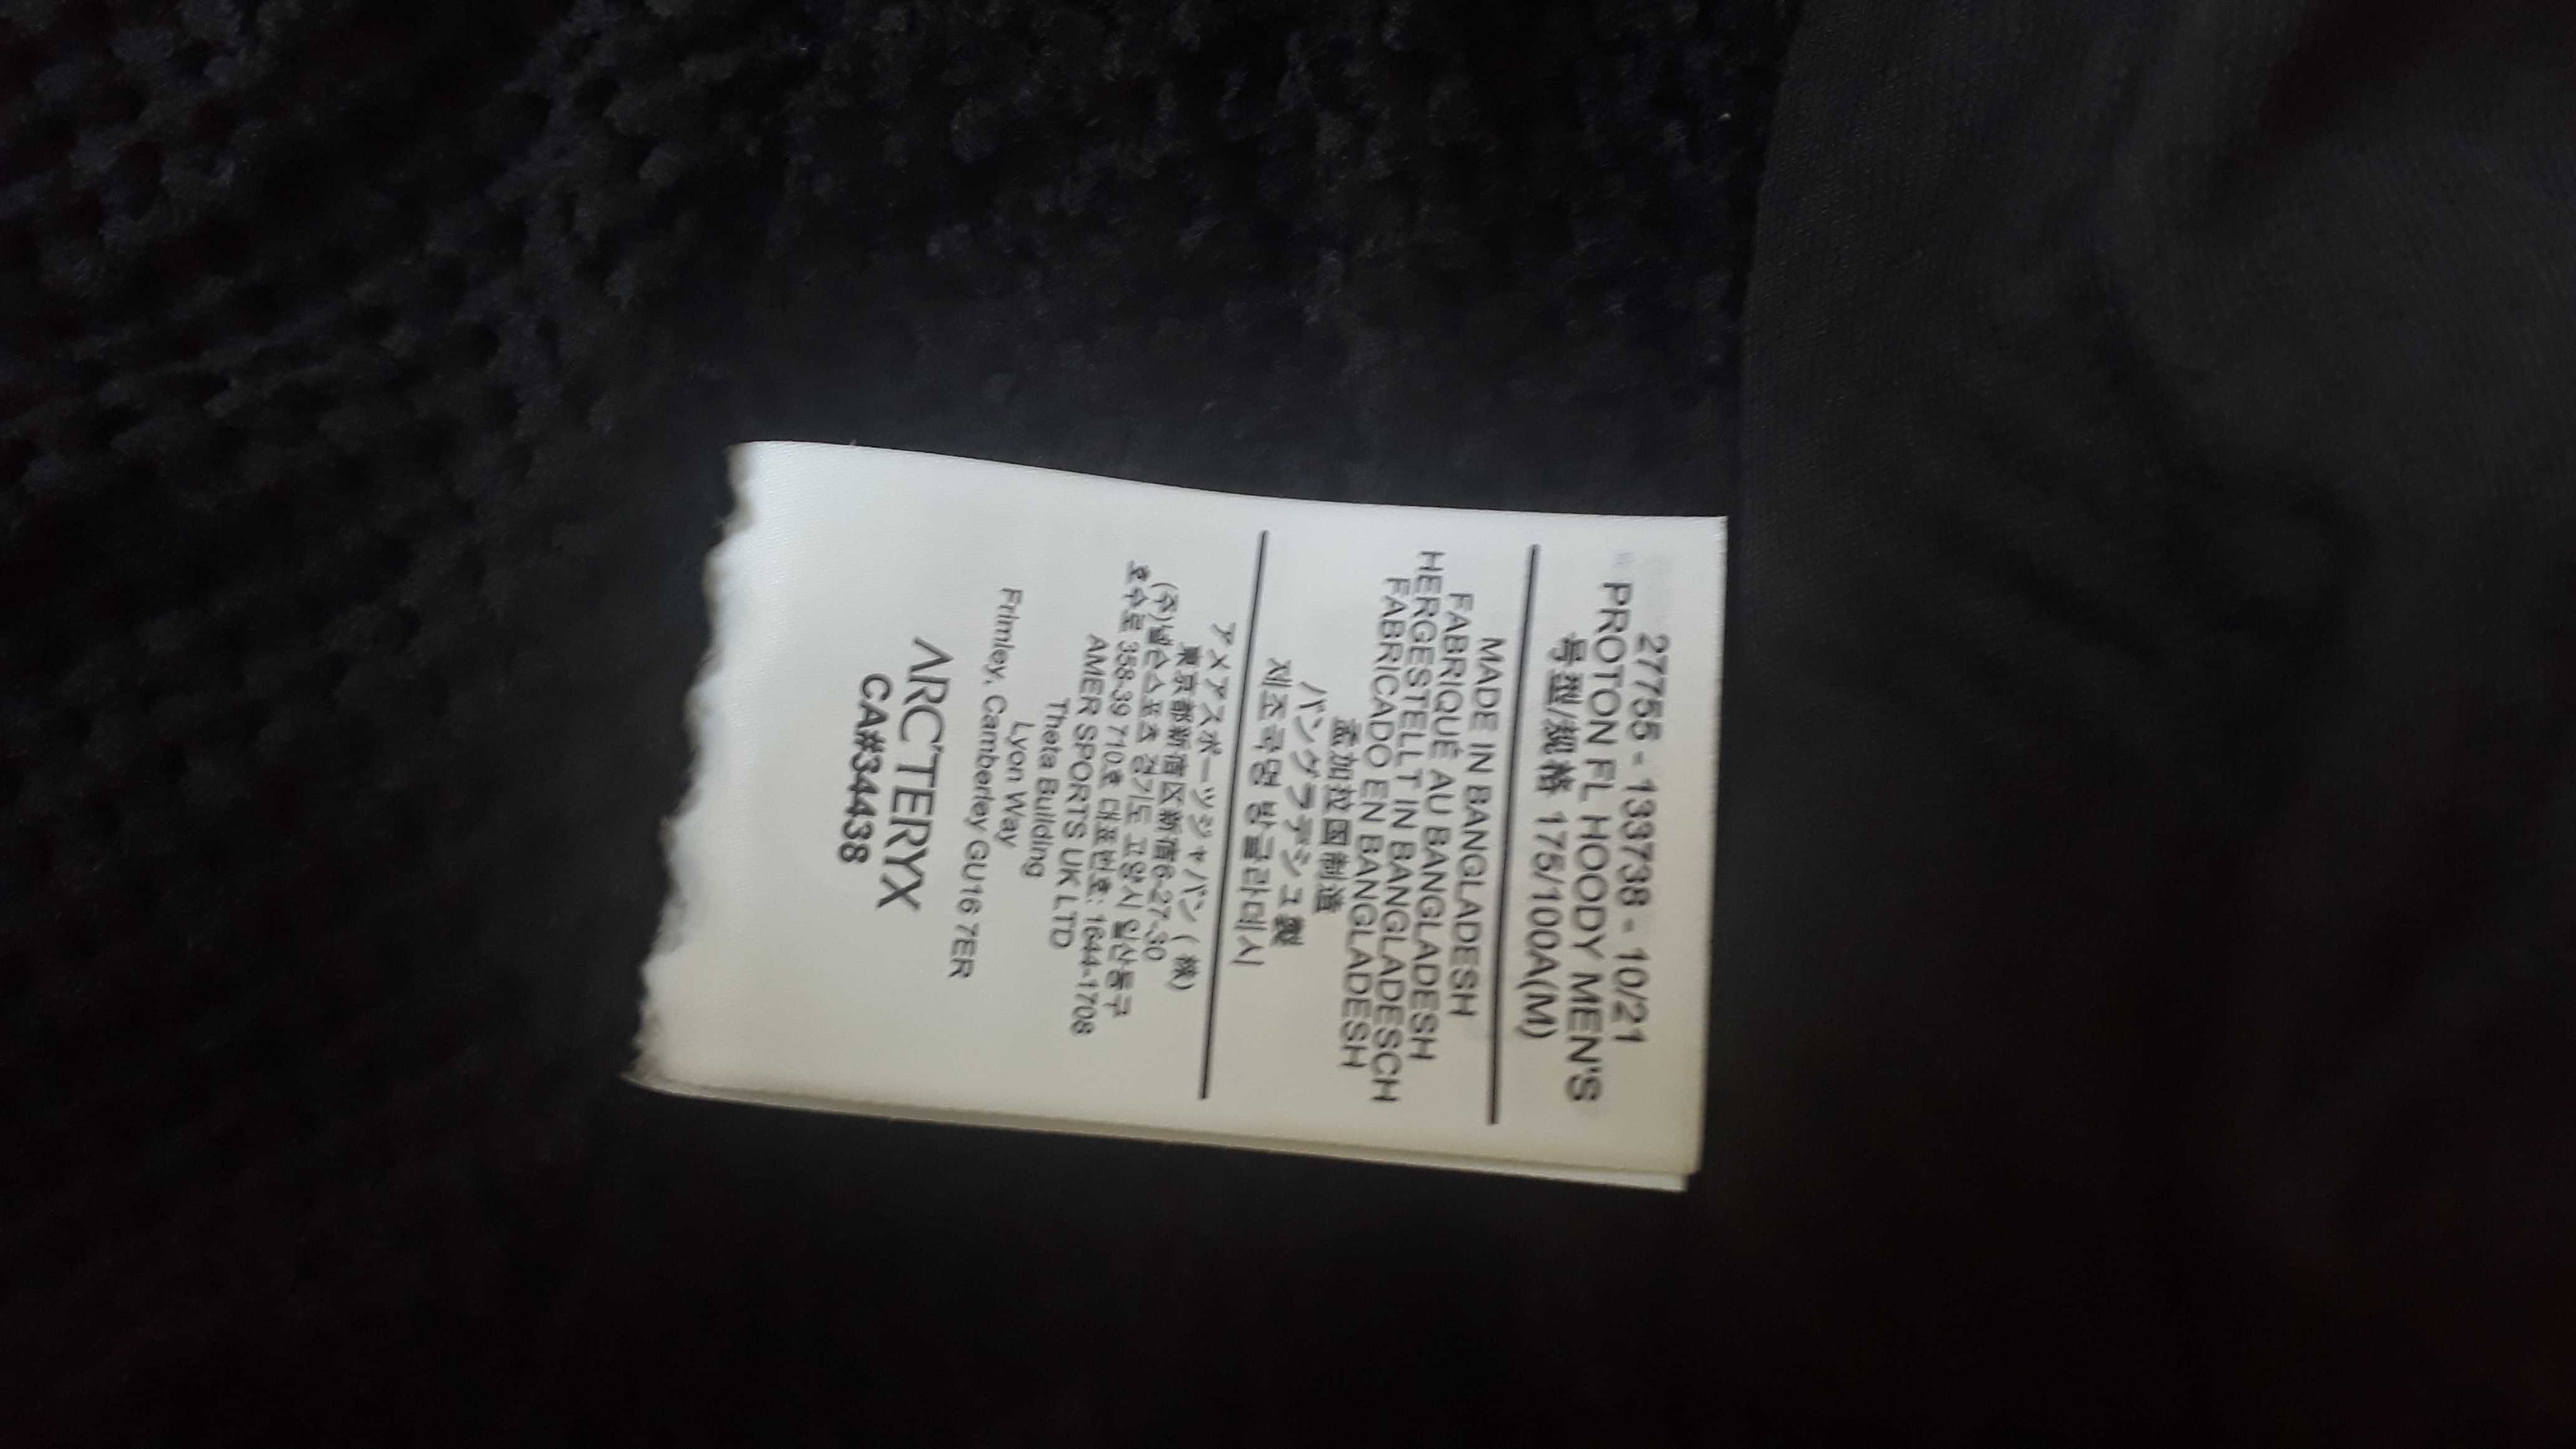 27755 - 133738 - 10/21
PROTON FL HOODY MEN'S
号型/规格 175/100A(M)
MADE IN BANGLADESH
FABRIQUÉ AU BANGLADESH
HERGESTELLT IN BANGLADESCH
FABRICADO EN BANGLADESH
孟加拉国制造
バングラデシュ製
제조국명 방글라데시
アメアスポーツジャパン(株)
東京都新宿区新宿6-27-30
(주)넬슨스포츠 경기도 고양시 일산동구
호수로 358-39 710호 대표번호: 1644-1708
AMER SPORTS UK LTD
Theta Building
Lyon Way
Frimley, Camberley GU16 7ER
ARC'TERYX
CA#34438